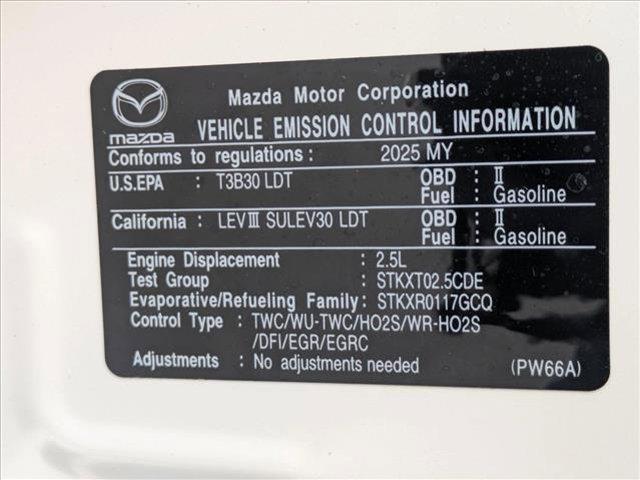 mazda
Mazda Motor Corporation
VEHICLE EMISSION CONTROL INFORMATION
Conforms to regulations : 2025 MY
U.S.EPA : T3B30 LDT OBD : II
Fuel : Gasoline
California : LEVIII SULEV30 LDT OBD : II
Fuel : Gasoline
Engine Displacement : 2.5L
Test Group : STKXT02.5CDE
Evaporative/Refueling Family: STKXR0117GCQ
Control Type : TWC/WU-TWC/HO2S/WR-HO2S
/DFI/EGR/EGRC
Adjustments : No adjustments needed (PW66A)